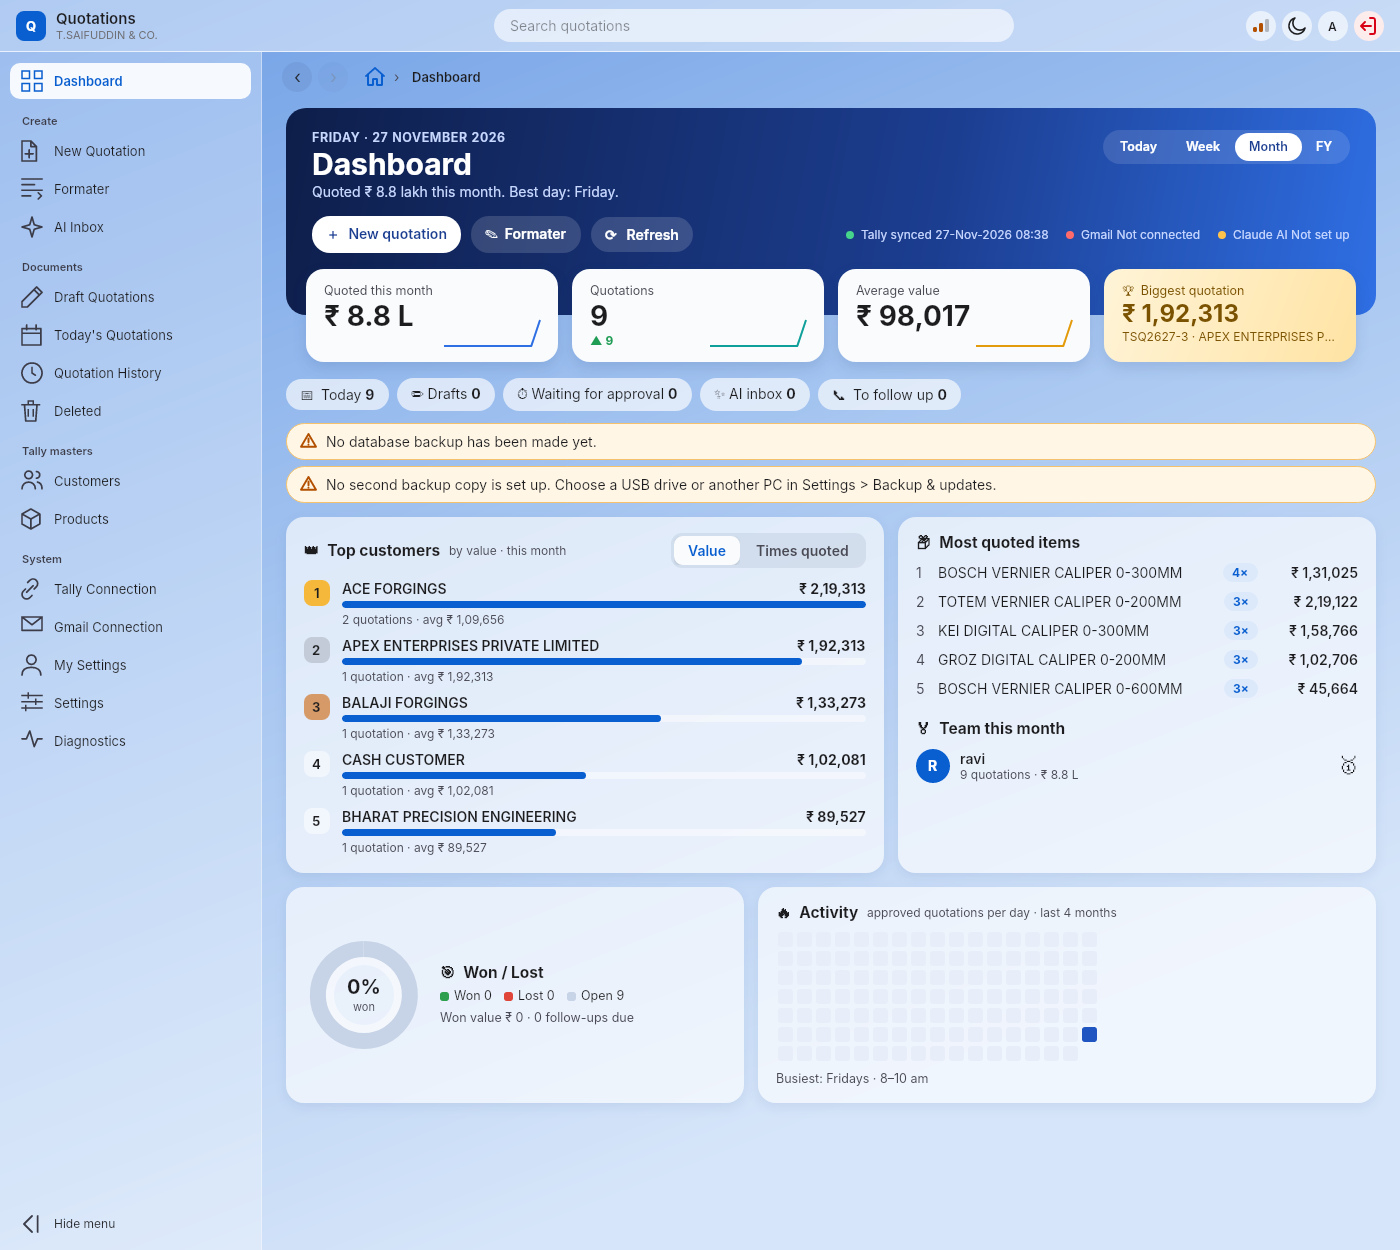 Q
Quotations
T.SAIFUDDIN & CO.
Search quotations
A
Dashboard
Create
New Quotation
Formater
AI Inbox
Documents
Draft Quotations
Today's Quotations
Quotation History
Deleted
Tally masters
Customers
Products
System
Tally Connection
Gmail Connection
My Settings
Settings
Diagnostics
Hide menu
‹ › › Dashboard
FRIDAY · 27 NOVEMBER 2026
Dashboard
Quoted ₹ 8.8 lakh this month. Best day: Friday.
Today Week Month FY
+ New quotation ✎ Formater ⟳ Refresh
Tally synced 27-Nov-2026 08:38 Gmail Not connected Claude AI Not set up
Quoted this month
₹ 8.8 L
Quotations
9
▲ 9
Average value
₹ 98,017
🏆 Biggest quotation
₹ 1,92,313
TSQ2627-3 · APEX ENTERPRISES P...
📅 Today 9 ✏ Drafts 0 ⏱ Waiting for approval 0 ✨ AI inbox 0 📞 To follow up 0
No database backup has been made yet.
No second backup copy is set up. Choose a USB drive or another PC in Settings > Backup & updates.
👑 Top customers by value · this month
Value Times quoted
1 ACE FORGINGS ₹ 2,19,313
2 quotations · avg ₹ 1,09,656
2 APEX ENTERPRISES PRIVATE LIMITED ₹ 1,92,313
1 quotation · avg ₹ 1,92,313
3 BALAJI FORGINGS ₹ 1,33,273
1 quotation · avg ₹ 1,33,273
4 CASH CUSTOMER ₹ 1,02,081
1 quotation · avg ₹ 1,02,081
5 BHARAT PRECISION ENGINEERING ₹ 89,527
1 quotation · avg ₹ 89,527
📦 Most quoted items
1 BOSCH VERNIER CALIPER 0-300MM 4× ₹ 1,31,025
2 TOTEM VERNIER CALIPER 0-200MM 3× ₹ 2,19,122
3 KEI DIGITAL CALIPER 0-300MM 3× ₹ 1,58,766
4 GROZ DIGITAL CALIPER 0-200MM 3× ₹ 1,02,706
5 BOSCH VERNIER CALIPER 0-600MM 3× ₹ 45,664
🏅 Team this month
R
ravi
9 quotations · ₹ 8.8 L
🥇
0%
won
🎯 Won / Lost
Won 0 Lost 0 Open 9
Won value ₹ 0 · 0 follow-ups due
🔥 Activity approved quotations per day · last 4 months
Busiest: Fridays · 8–10 am